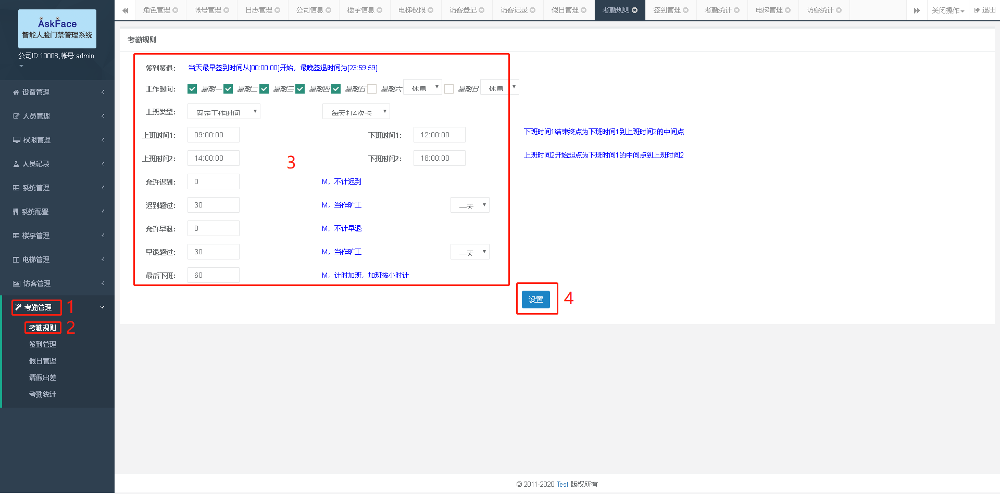 AskFace
智能人脸门禁管理系统
公司ID:10008,帐号:admin
设备管理
人员管理
权限管理
人员记录
系统管理
系统配置
楼宇管理
电梯管理
访客管理
考勤管理 1
考勤规则 2
签到管理
假日管理
请假出差
考勤统计
角色管理 帐号管理 日志管理 公司信息 楼宇信息 电梯权限 访客登记 访客记录 假日管理 考勤规则 签到管理 考勤统计 电梯管理 访客统计 关闭操作 退出
考勤规则
签到签退： 当天最早签到时间从[00:00:00]开始，最晚签退时间为[23:59:59]
工作时间： 星期一 星期二 星期三 星期四 星期五 星期六 休息 星期日 休息
上班类型： 固定工作时间 每天打4次卡
上班时间1： 09:00:00 下班时间1： 12:00:00 下班时间1结束终点为下班时间1到上班时间2的中间点
上班时间2： 14:00:00 下班时间2： 18:00:00 上班时间2开始起点为下班时间1的中间点到上班时间2
3
允许迟到： 0 M，不计迟到
迟到超过： 30 M，当作旷工 一天
允许早退： 0 M，不计早退
早退超过： 30 M，当作旷工 一天
最后下班： 60 M，计时加班，加班按小时计
设置 4
© 2011-2020 Test 版权所有